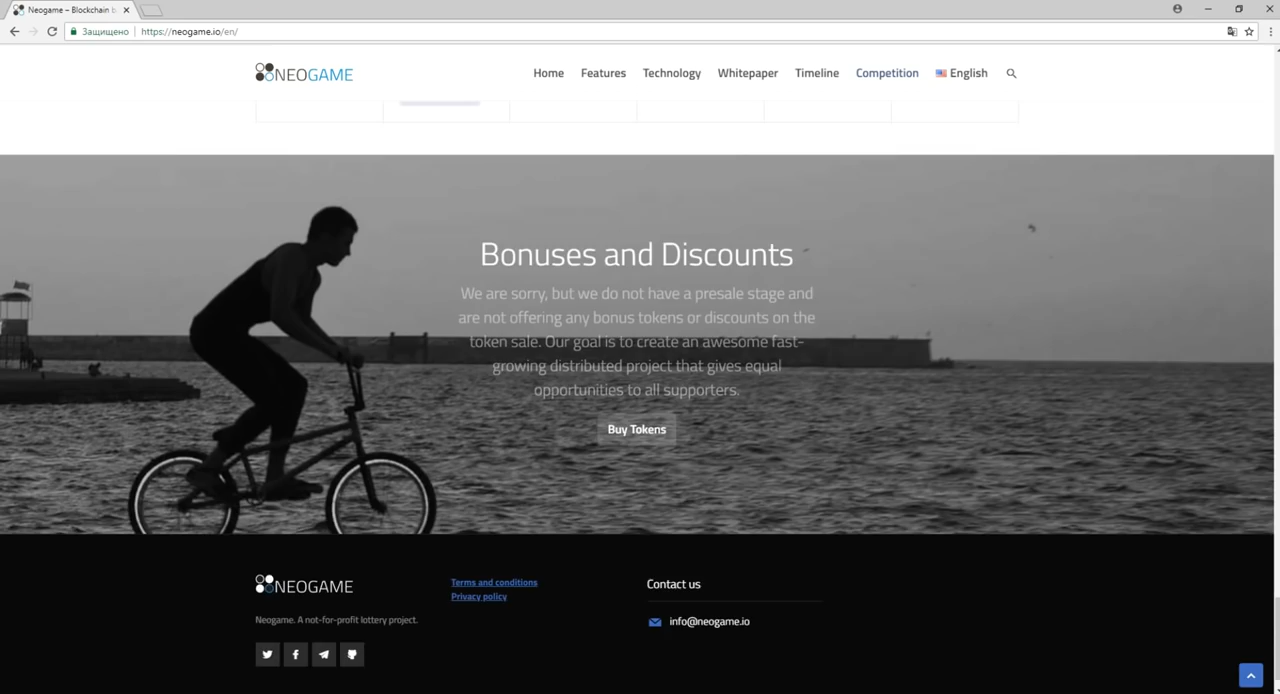 Neogame – Blockchain b
Защищено
https://neogame.io/en/
NEOGAME
Home
Features
Technology
Whitepaper
Timeline
Competition
English
Bonuses and Discounts
We are sorry, but we do not have a presale stage and
are not offering any bonus tokens or discounts on the
token sale. Our goal is to create an awesome fast-
growing distributed project that gives equal
opportunities to all supporters.
Buy Tokens
NEOGAME
Neogame. A not-for-profit lottery project.
Terms and conditions
Privacy policy
Contact us
info@neogame.io